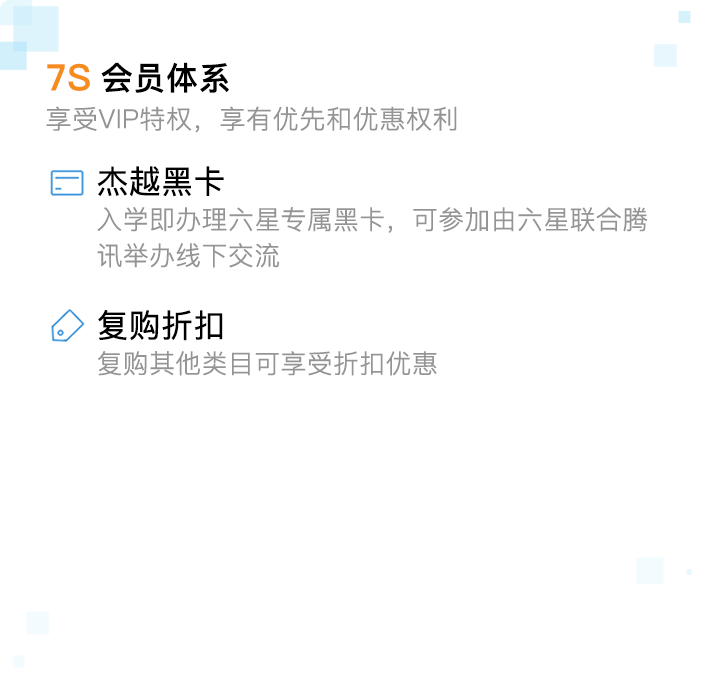 7S 会员体系
享受VIP特权，享有优先和优惠权利
杰越黑卡
入学即办理六星专属黑卡，可参加由六星联合腾
讯举办线下交流
复购折扣
复购其他类目可享受折扣优惠